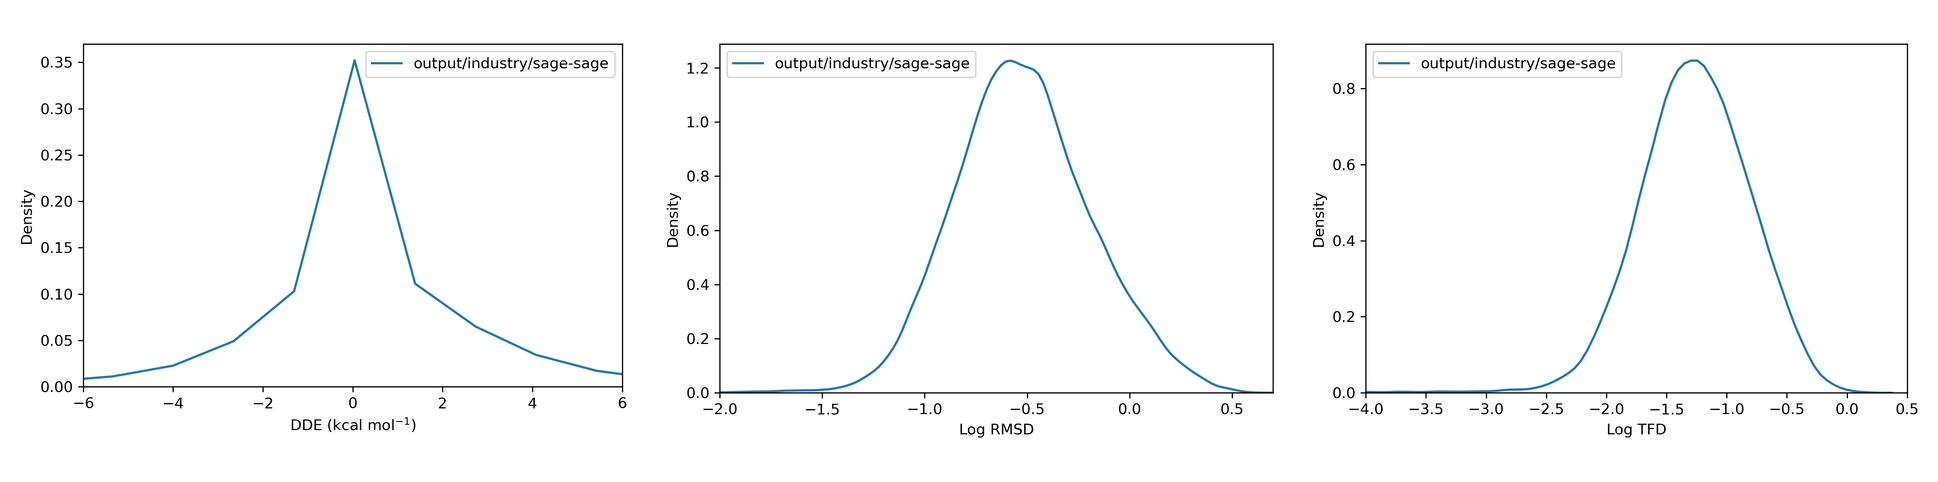 output/industry/sage-sage
0.35
0.30
0.25
0.20
0.15
0.10
0.05
0.00
Density
−6 −4 −2 0 2 4 6
DDE (kcal mol⁻¹)
output/industry/sage-sage
1.2
1.0
0.8
0.6
0.4
0.2
0.0
Density
−2.0 −1.5 −1.0 −0.5 0.0 0.5
Log RMSD
output/industry/sage-sage
0.8
0.6
0.4
0.2
0.0
Density
−4.0 −3.5 −3.0 −2.5 −2.0 −1.5 −1.0 −0.5 0.0 0.5
Log TFD